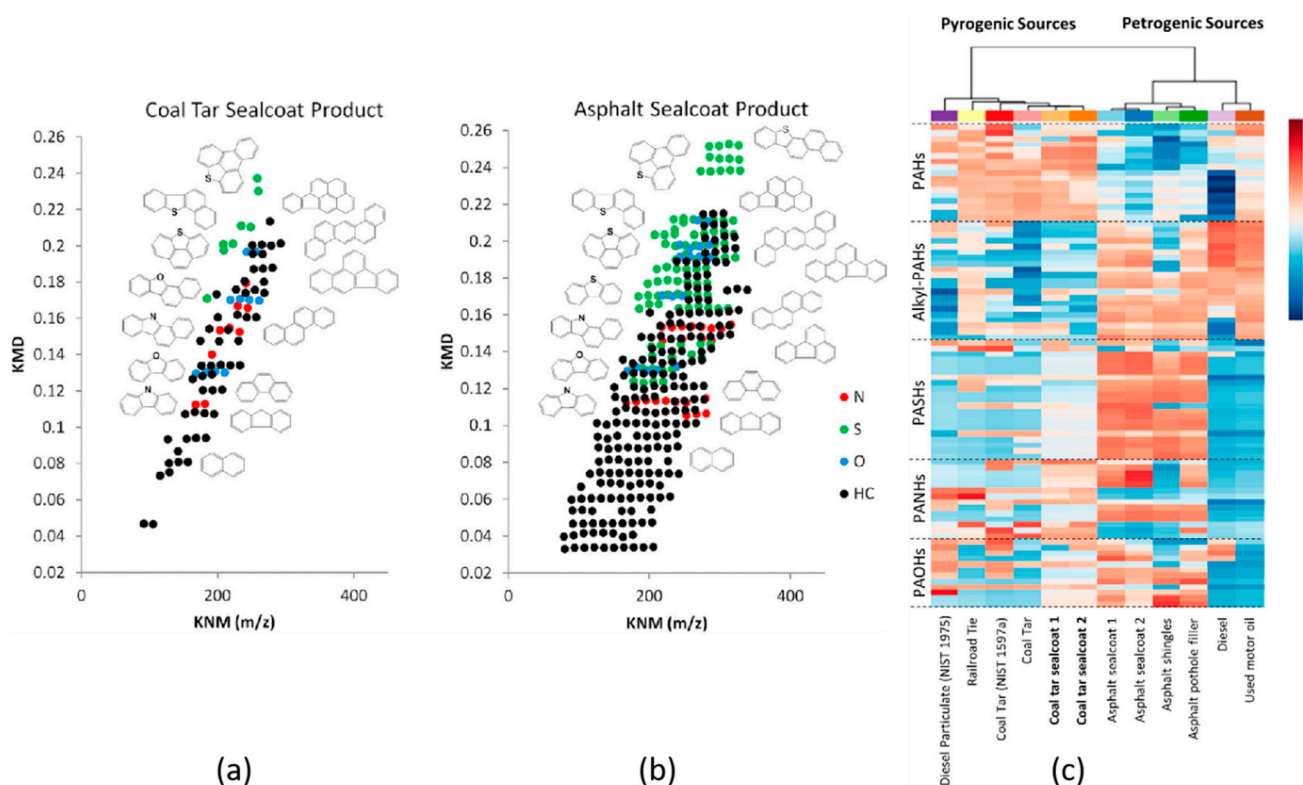 Coal Tar Sealcoat Product
KMD
0.26
0.24
0.22
0.2
0.18
0.16
0.14
0.12
0.1
0.08
0.06
0.04
0.02
0
200
400
KNM (m/z)
S
S
S
O
N
O
N
(a)
Asphalt Sealcoat Product
KMD
0.26
0.24
0.22
0.2
0.18
0.16
0.14
0.12
0.1
0.08
0.06
0.04
0.02
0
200
400
KNM (m/z)
S
S
S
S
S
N
O
N
N
S
O
HC
(b)
Pyrogenic Sources
Petrogenic Sources
PAHs
Alkyl-PAHs
PASHs
PANHs
PAOHs
Diesel Particulate (NIST 1975)
Railroad Tie
Coal Tar (NIST 1597a)
Coal Tar
Coal tar sealcoat 1
Coal tar sealcoat 2
Asphalt sealcoat 1
Asphalt sealcoat 2
Asphalt shingles
Asphalt pothole filler
Diesel
Used motor oil
(c)